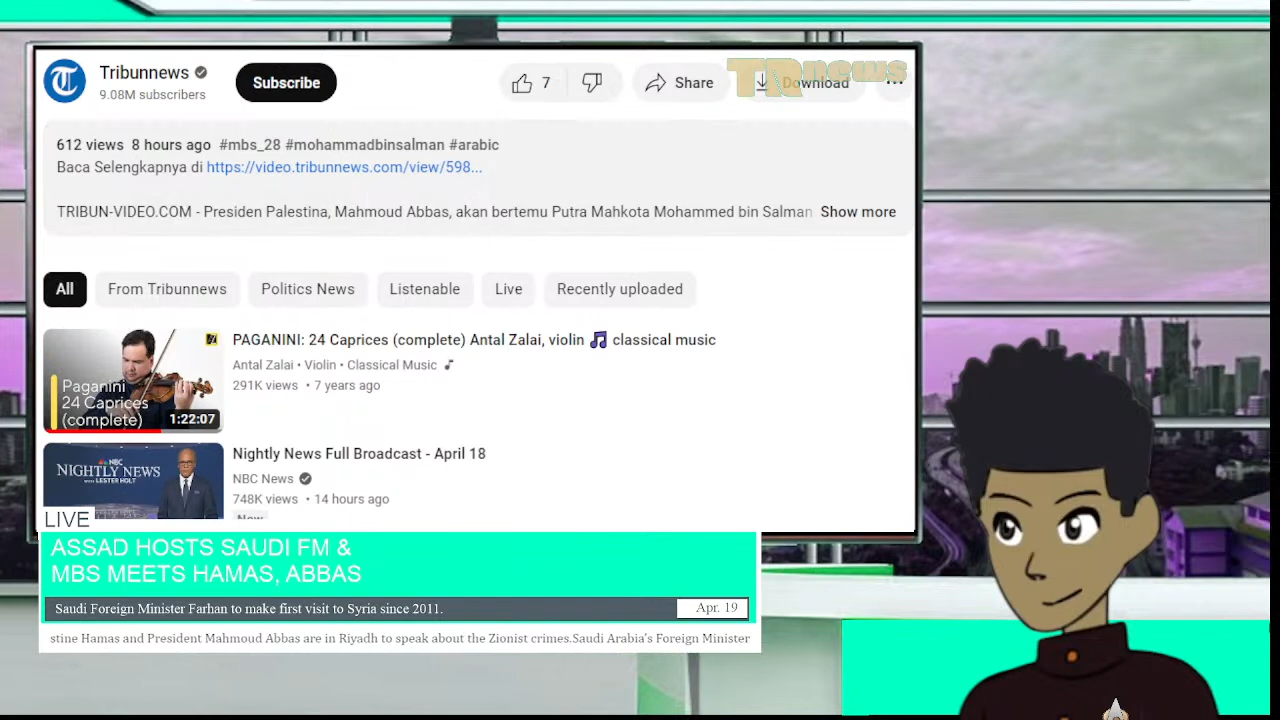 Tribunnews
9.08M subscribers
Subscribe
7
Share
Download
TRnews
612 views 8 hours ago #mbs_28 #mohammadbinsalman #arabic
Baca Selengkapnya di https://video.tribunnews.com/view/598...
TRIBUN-VIDEO.COM - Presiden Palestina, Mahmoud Abbas, akan bertemu Putra Mahkota Mohammed bin Salman Show more
All From Tribunnews Politics News Listenable Live Recently uploaded
Paganini
24 Caprices
(complete)
1:22:07
PAGANINI: 24 Caprices (complete) Antal Zalai, violin 🎵 classical music
Antal Zalai • Violin • Classical Music
291K views • 7 years ago
NBC
NIGHTLY NEWS
WITH LESTER HOLT
Nightly News Full Broadcast - April 18
NBC News
748K views • 14 hours ago
New
LIVE
ASSAD HOSTS SAUDI FM &
MBS MEETS HAMAS, ABBAS
Saudi Foreign Minister Farhan to make first visit to Syria since 2011.
Apr. 19
stine Hamas and President Mahmoud Abbas are in Riyadh to speak about the Zionist crimes.Saudi Arabia's Foreign Minister